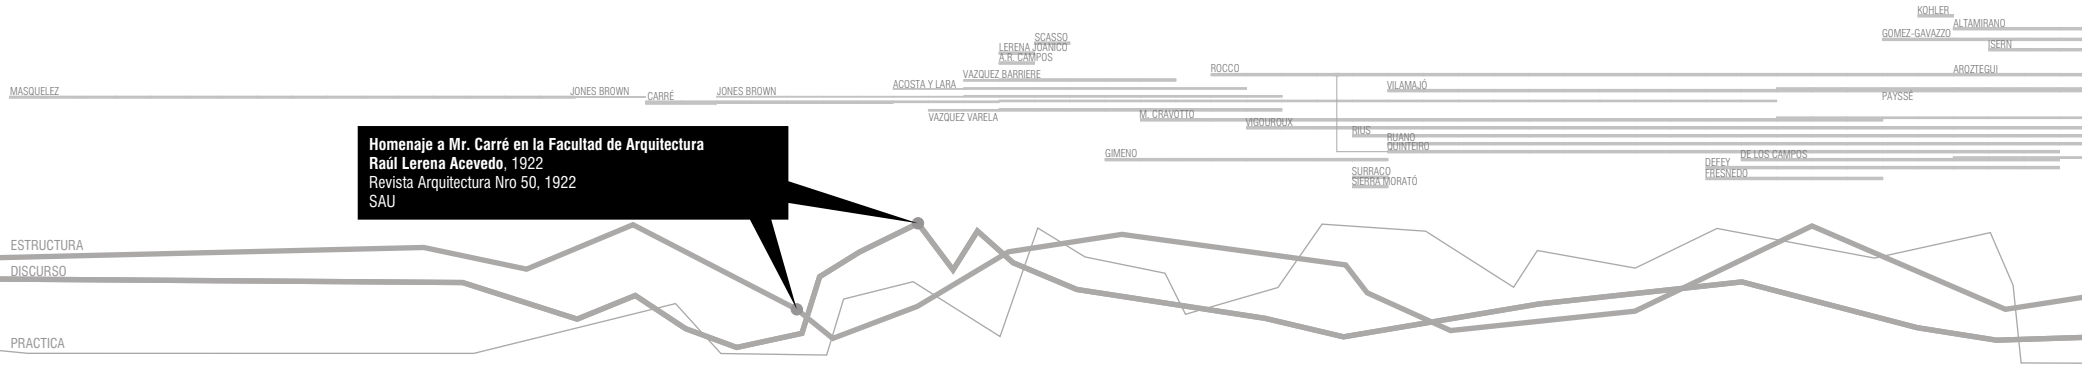 KOHLER
ALTAMIRANO
GOMEZ-GAVAZZO
ISERN
SCASSO
LERENA JOANICO
A.R. CAMPOS
VAZQUEZ BARRIERE
ROCCO
AROZTEGUI
ACOSTA Y LARA
VILAMAJÓ
MASQUELEZ
JONES BROWN
CARRÉ
JONES BROWN
PAYSSÉ
VAZQUEZ VARELA
M. CRAVOTTO
VIGOUROUX
RIUS
RUANO
QUINTEIRO
GIMENO
DE LOS CAMPOS
DEFEY
FRESNEDO
SURRACO
SIERRA MORATÓ
Homenaje a Mr. Carré en la Facultad de Arquitectura
Raúl Lerena Acevedo, 1922
Revista Arquitectura Nro 50, 1922
SAU
ESTRUCTURA
DISCURSO
PRACTICA